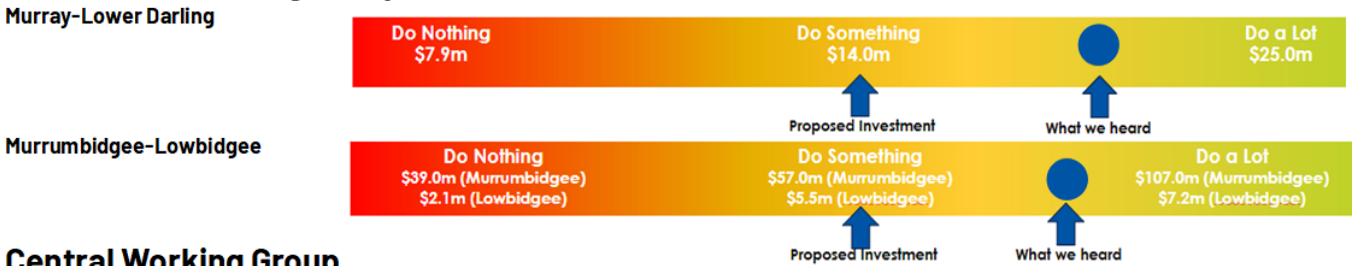 Murray-Lower Darling
Do Nothing
$7.9m
Do Something
$14.0m
Do a Lot
$25.0m
Proposed Investment
What we heard
Murrumbidgee-Lowbidgee
Do Nothing
$39.0m (Murrumbidgee)
$2.1m (Lowbidgee)
Do Something
$57.0m (Murrumbidgee)
$5.5m (Lowbidgee)
Do a Lot
$107.0m (Murrumbidgee)
$7.2m (Lowbidgee)
Proposed Investment
What we heard
Central Working Group